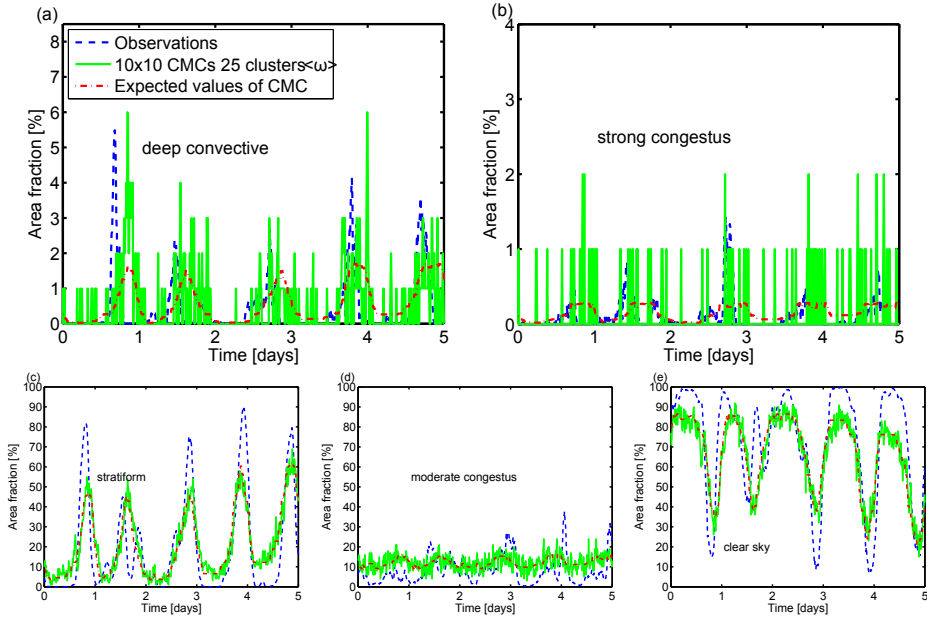 (a)
8
7
6
5
4
3
2
1
0
Area fraction [%]
Observations
10x10 CMCs 25 clusters<ω>
Expected values of CMC
deep convective
0 1 2 3 4 5
Time [days]
(b)
4
3
2
1
0
Area fraction [%]
strong congestus
0 1 2 3 4 5
Time [days]
(c)
100
90
80
70
60
50
40
30
20
10
0
Area fraction [%]
stratiform
0 1 2 3 4 5
Time [days]
(d)
100
90
80
70
60
50
40
30
20
10
0
Area fraction [%]
moderate congestus
0 1 2 3 4 5
Time [days]
(e)
100
90
80
70
60
50
40
30
20
10
0
Area fraction [%]
clear sky
0 1 2 3 4 5
Time [days]